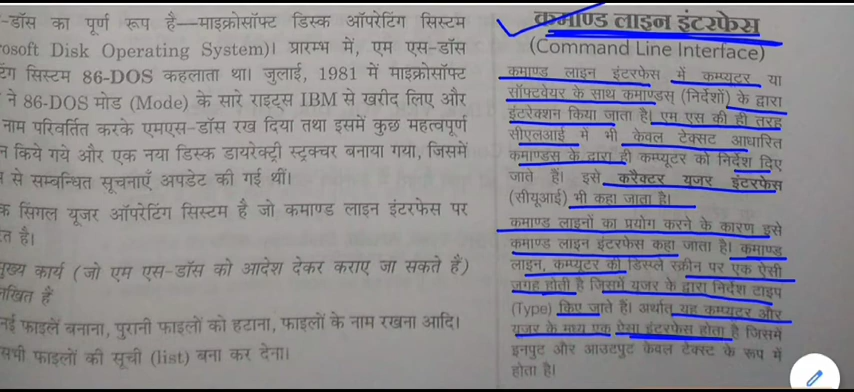 -डॉस का पूर्ण रूप है—माइक्रोसॉफ्ट डिस्क ऑपरेटिंग सिस्टम
osoft Disk Operating System)। प्रारम्भ में, एम एस-डॉस
टिंग सिस्टम 86-DOS कहलाता था। जुलाई, 1981 में माइक्रोसॉफ्ट
ने 86-DOS मोड (Mode) के सारे राइट्स IBM से खरीद लिए और
नाम परिवर्तित करके एमएस-डॉस रख दिया तथा इसमें कुछ महत्वपूर्ण
न किये गये और एक नया डिस्क डायरेक्ट्री स्ट्रक्चर बनाया गया, जिसमें
से सम्बन्धित सूचनाएँ अपडेट की गई थीं।
क सिंगल यूजर ऑपरेटिंग सिस्टम है जो कमाण्ड लाइन इंटरफेस पर
त है।
मुख्य कार्य (जो एम एस-डॉस को आदेश देकर कराए जा सकते हैं)
लखित हैं
नई फाइलें बनाना, पुरानी फाइलों को हटाना, फाइलों के नाम रखना आदि।
सभी फाइलों की सूची (list) बना कर देना।
कमाण्ड लाइन इंटरफेस
(Command Line Interface)
कमाण्ड लाइन इंटरफेस में कम्प्यूटर या
सॉफ्टवेयर के साथ कमाण्डस् (निर्देशों) के द्वारा
इंटरेक्शन किया जाता है। एम एस की ही तरह
सीएलआई में भी केवल टेक्सट आधारित
कमाण्डस् के द्वारा ही कम्प्यूटर को निर्देश दिए
जाते हैं। इसे करैक्टर यूजर इंटरफेस
(सीयूआई) भी कहा जाता है।
कमाण्ड लाइनों का प्रयोग करने के कारण इसे
कमाण्ड लाइन इंटरफेस कहा जाता है। कमाण्ड
लाइन, कम्प्यूटर की डिस्प्ले स्क्रीन पर एक ऐसी
जगह होती है जिसमें यूजर के द्वारा निर्देश टाइप
(Type) किए जाते हैं। अर्थात् यह कम्प्यूटर और
यूजर के मध्य एक ऐसा इंटरफेस होता है जिसमें
इनपुट और आउटपुट केवल टेक्स्ट के रूप में
होता है।